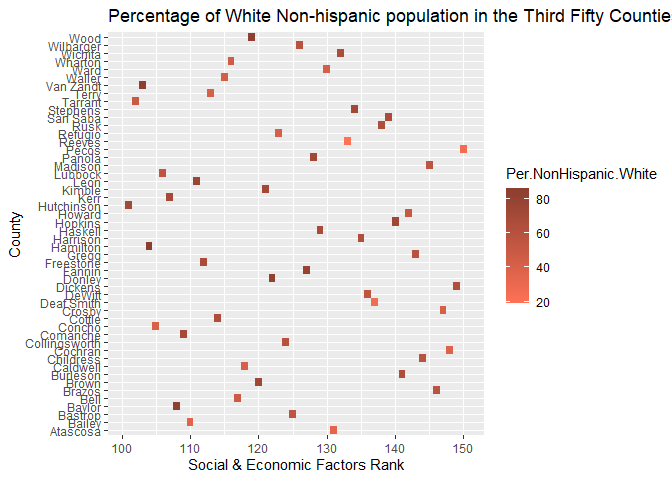 Percentage of White Non-hispanic population in the Third Fifty Countie
County
Wood
Wilbarger
Wichita
Wharton
Ward
Waller
Van Zandt
Terry
Tarrant
Stephens
San Saba
Rusk
Refugio
Reeves
Pecos
Panola
Madison
Lubbock
Leon
Kimble
Kerr
Hutchinson
Howard
Hopkins
Haskell
Harrison
Hamilton
Gregg
Freestone
Fannin
Donley
Dickens
DeWitt
Deaf Smith
Crosby
Cottle
Concho
Comanche
Collingsworth
Cochran
Childress
Caldwell
Burleson
Brown
Brazos
Bell
Baylor
Bastrop
Bailey
Atascosa
100 110 120 130 140 150
Social & Economic Factors Rank
Per.NonHispanic.White
80
60
40
20